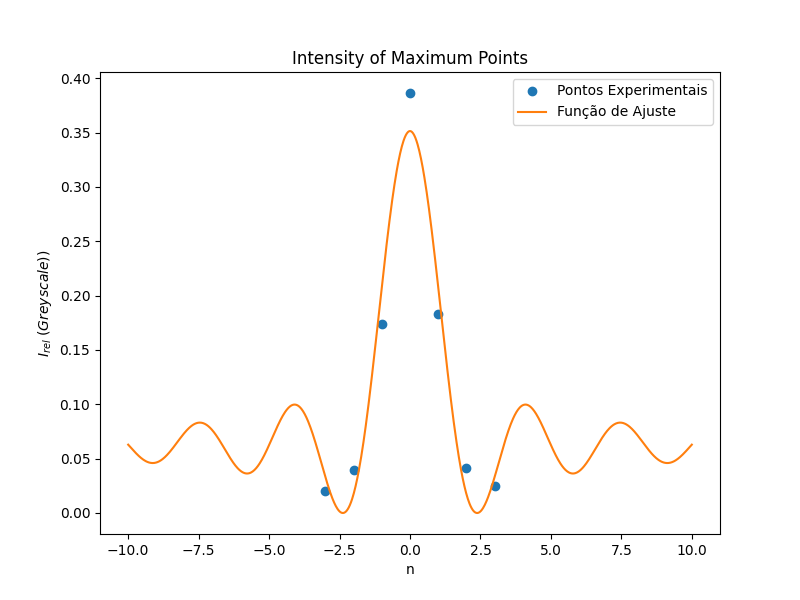 Intensity of Maximum Points
Pontos Experimentais
Função de Ajuste
0.40
0.35
0.30
0.25
0.20
0.15
0.10
0.05
0.00
I_rel (Greyscale))
−10.0 −7.5 −5.0 −2.5 0.0 2.5 5.0 7.5 10.0
n